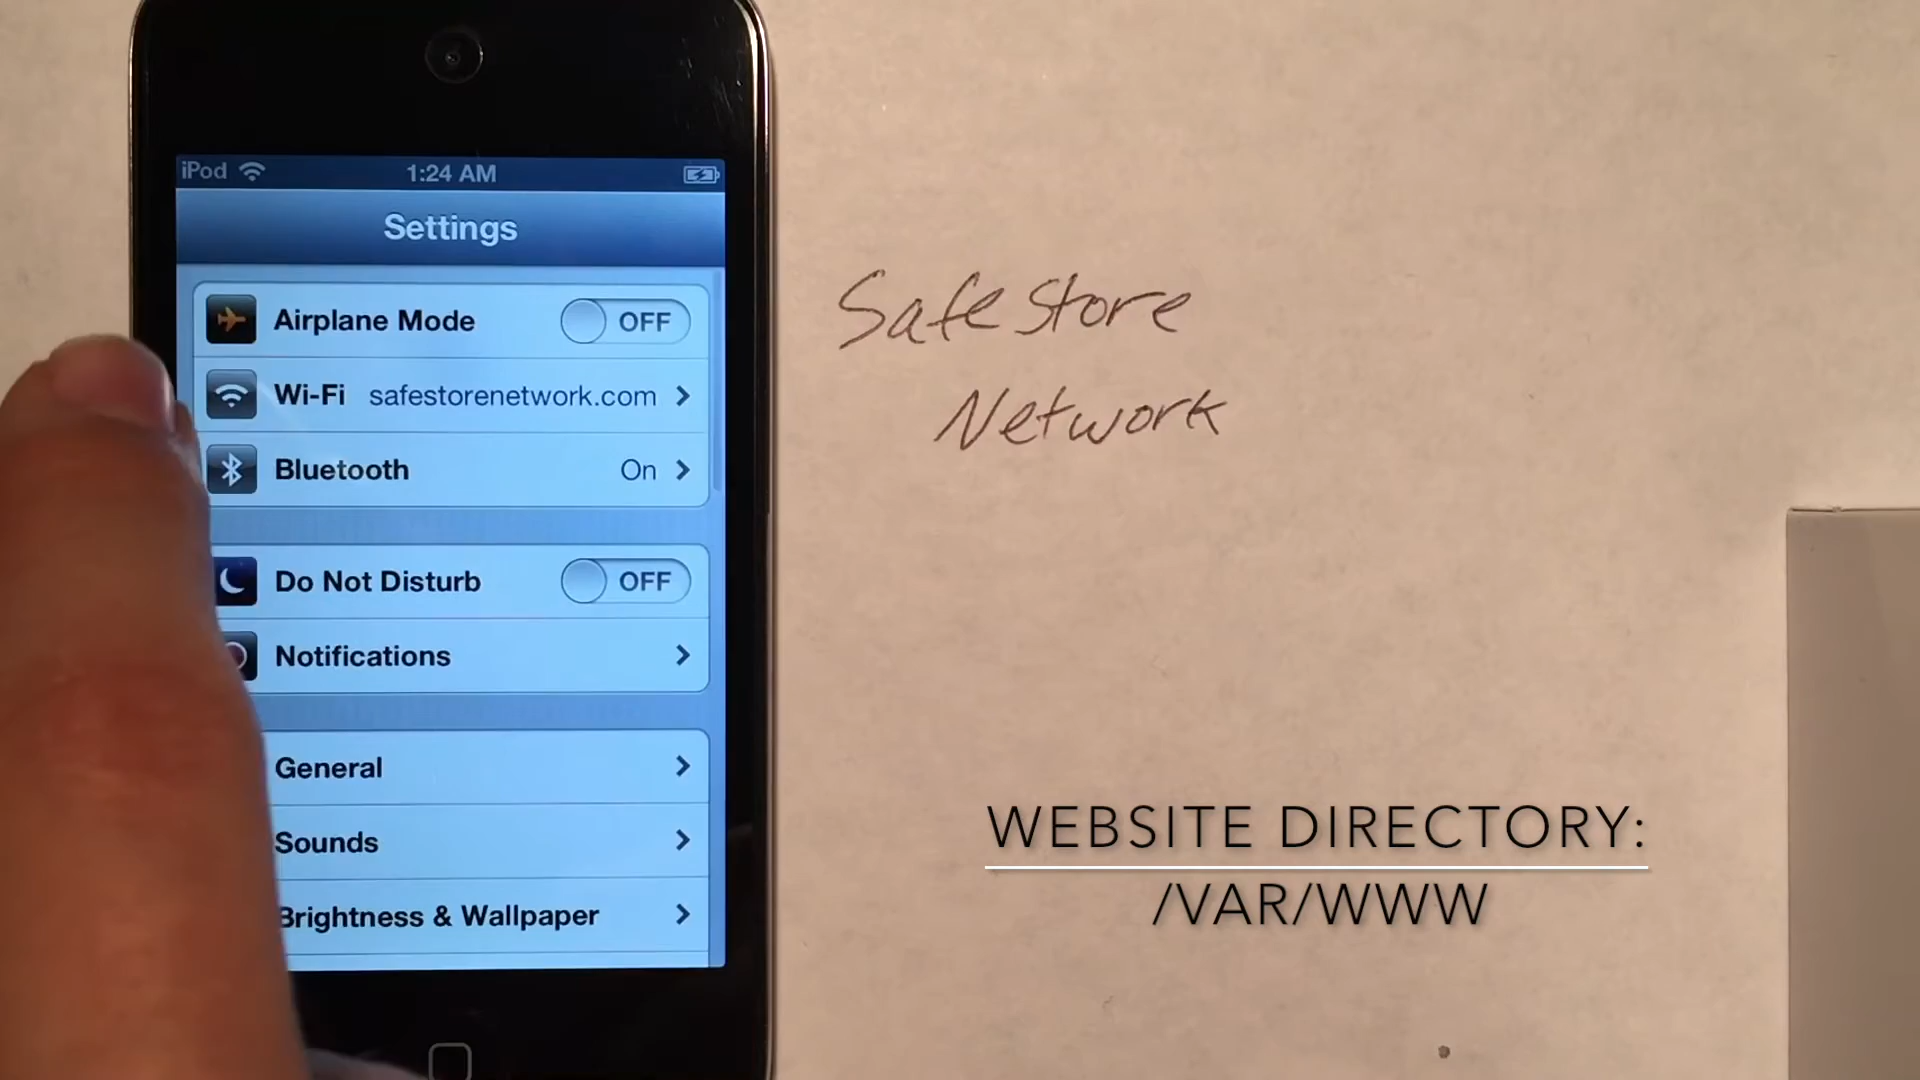 iPod 1:24 AM
Settings
Airplane Mode OFF
Wi-Fi safestorenetwork.com
Bluetooth On
Do Not Disturb OFF
Notifications
General
Sounds
Brightness & Wallpaper
Safe Store
Network
WEBSITE DIRECTORY:
/VAR/WWW